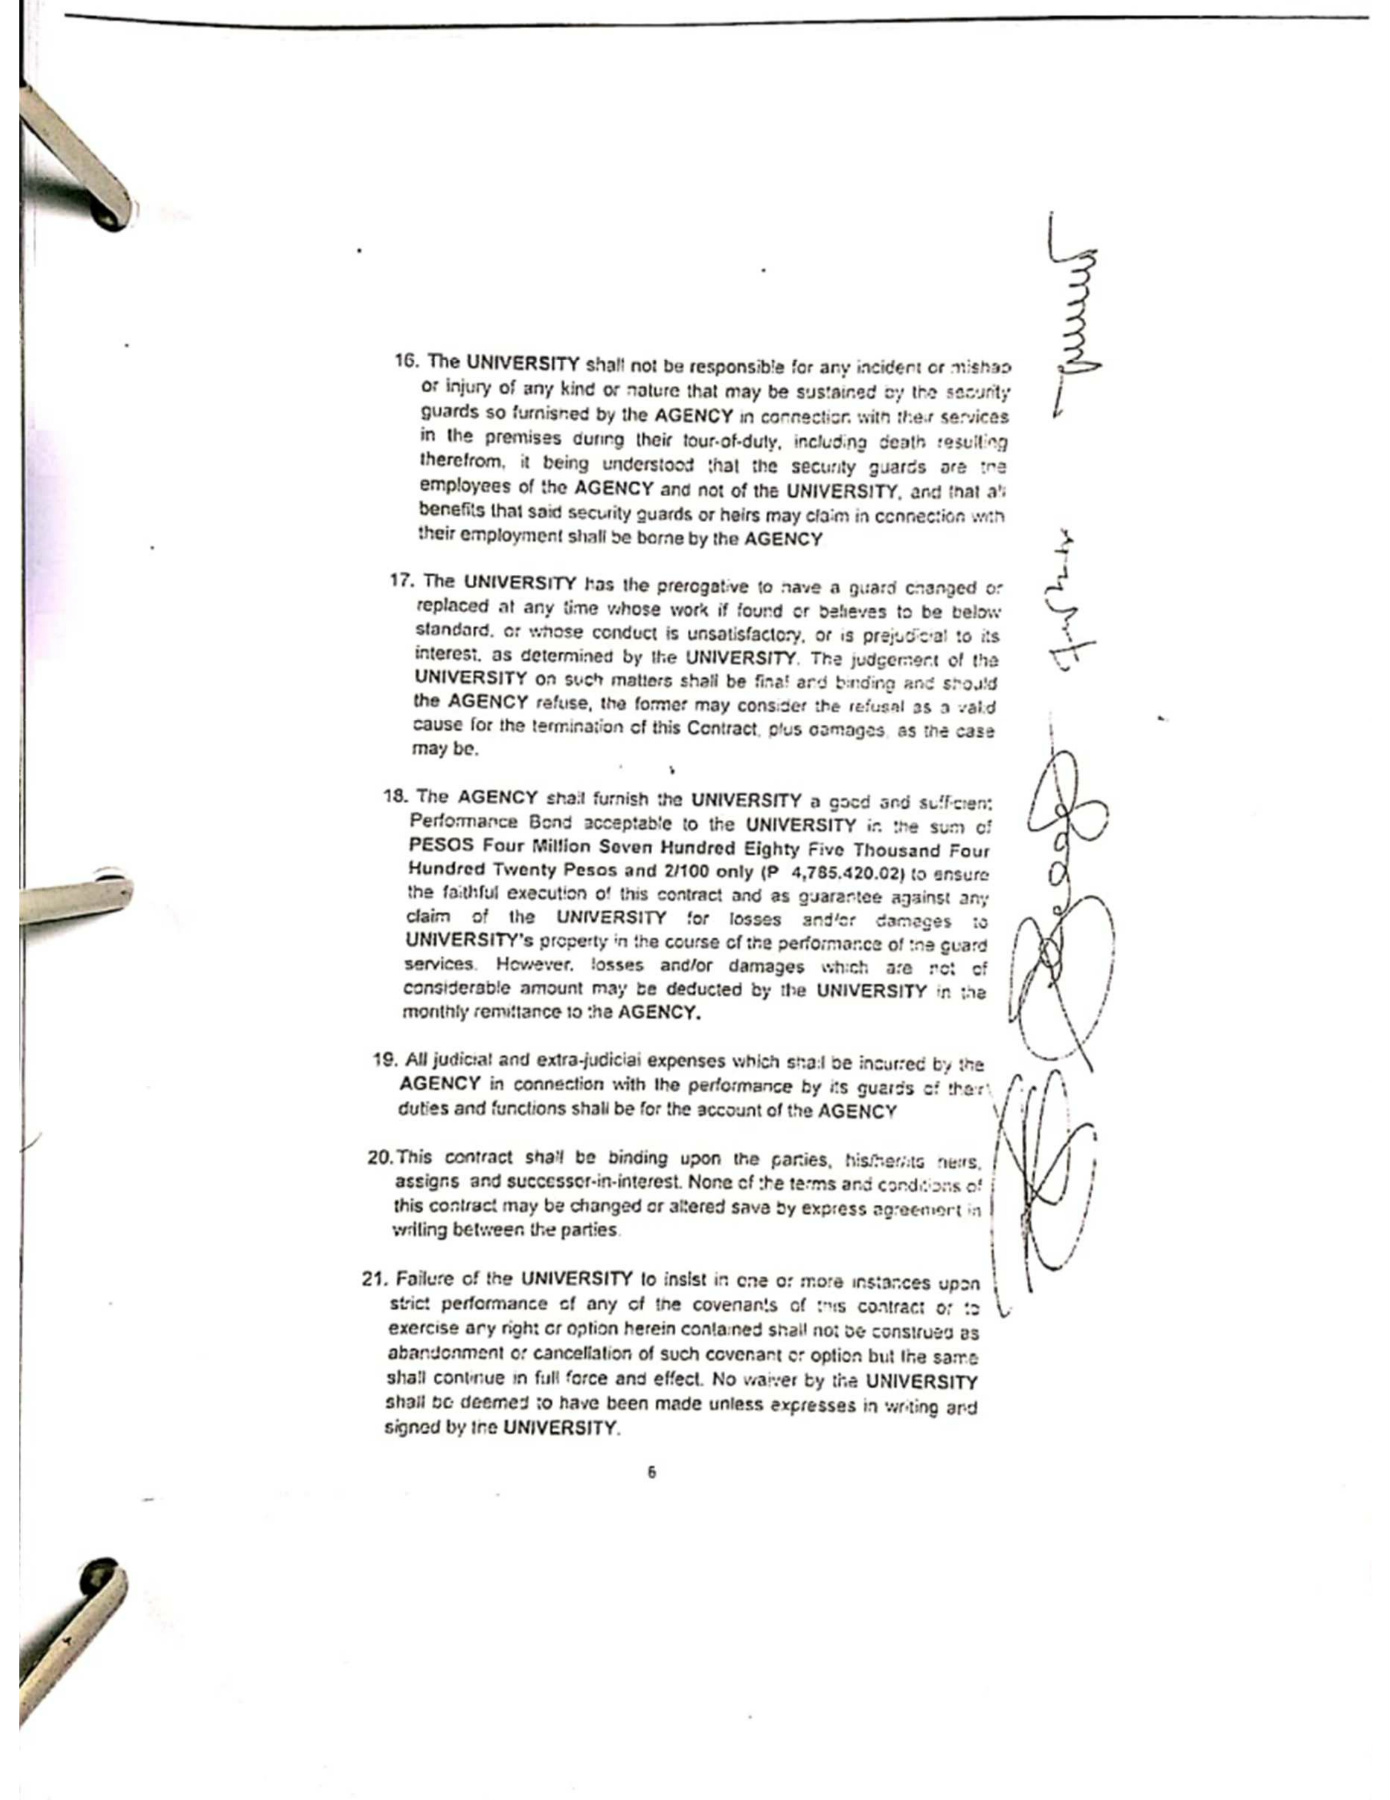 16. The UNIVERSITY shall not be responsible for any incident or mishap
or injury of any kind or nature that may be sustained by the security
guards so furnished by the AGENCY in connection with their services
in the premises during their tour-of-duty, including death resulting
therefrom, it being understood that the security guards are the
employees of the AGENCY and not of the UNIVERSITY, and that all
benefits that said security guards or heirs may claim in connection with
their employment shall be borne by the AGENCY
17. The UNIVERSITY has the prerogative to have a guard changed or
replaced at any time whose work if found or believes to be below
standard, or whose conduct is unsatisfactory, or is prejudicial to its
interest, as determined by the UNIVERSITY. The judgement of the
UNIVERSITY on such matters shall be final and binding and should
the AGENCY refuse, the former may consider the refusal as a valid
cause for the termination of this Contract, plus damages, as the case
may be.
18. The AGENCY shall furnish the UNIVERSITY a good and sufficient
Performance Bond acceptable to the UNIVERSITY in the sum of
PESOS Four Million Seven Hundred Eighty Five Thousand Four
Hundred Twenty Pesos and 2/100 only (P 4,785.420.02) to ensure
the faithful execution of this contract and as guarantee against any
claim of the UNIVERSITY for losses and/or damages to
UNIVERSITY's property in the course of the performance of the guard
services. However, losses and/or damages which are not of
considerable amount may be deducted by the UNIVERSITY in the
monthly remittance to the AGENCY.
19. All judicial and extra-judicial expenses which shall be incurred by the
AGENCY in connection with the performance by its guards of their
duties and functions shall be for the account of the AGENCY
20. This contract shall be binding upon the parties, his/her/its heirs,
assigns and successor-in-interest. None of the terms and conditions of
this contract may be changed or altered save by express agreement in
writing between the parties.
21. Failure of the UNIVERSITY to insist in one or more instances upon
strict performance of any of the covenants of this contract or to
exercise any right or option herein contained shall not be construed as
abandonment or cancellation of such covenant or option but the same
shall continue in full force and effect. No waiver by the UNIVERSITY
shall be deemed to have been made unless expresses in writing and
signed by the UNIVERSITY.
6